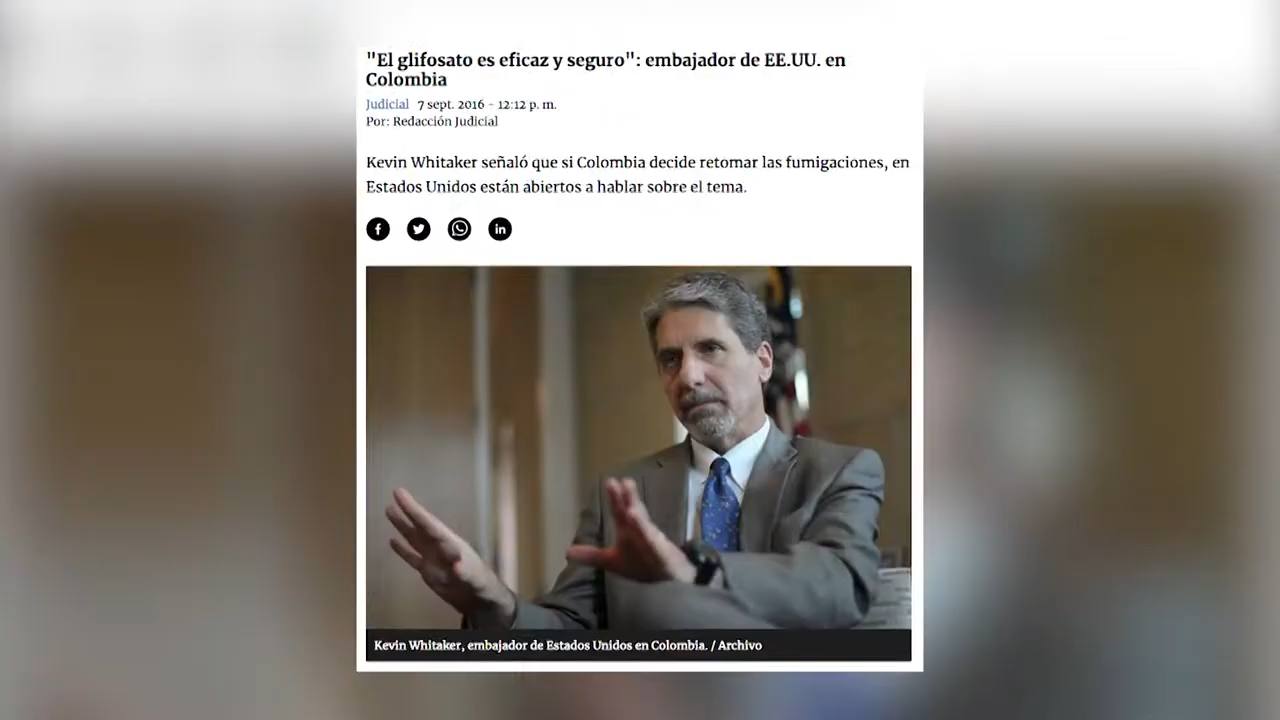 "El glifosato es eficaz y seguro": embajador de EE.UU. en
Colombia
Judicial 7 sept. 2016 - 12:12 p. m.
Por: Redacción Judicial
Kevin Whitaker señaló que si Colombia decide retomar las fumigaciones, en
Estados Unidos están abiertos a hablar sobre el tema.
Kevin Whitaker, embajador de Estados Unidos en Colombia. / Archivo